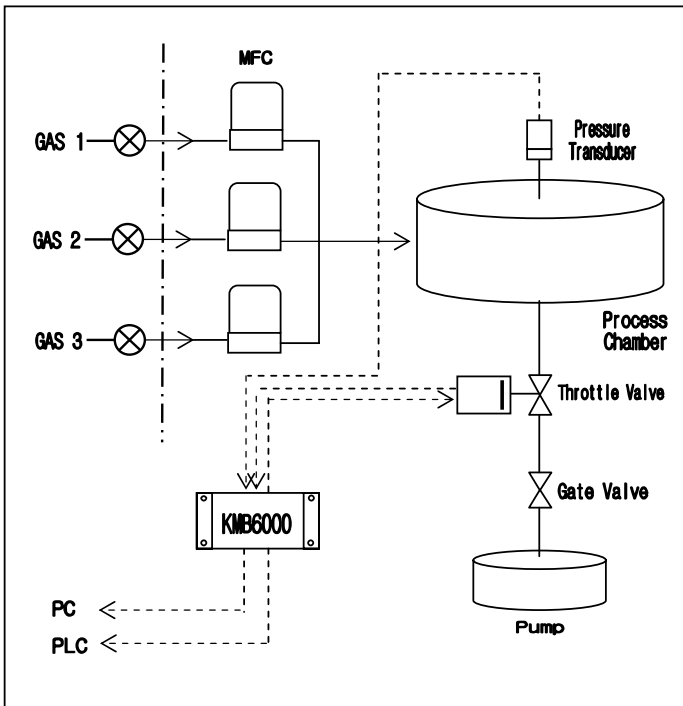 MFC
GAS 1
Pressure
Transducer
GAS 2
GAS 3
Process
Chamber
Throttle Valve
Gate Valve
KMB6000
PC
PLC
Pump